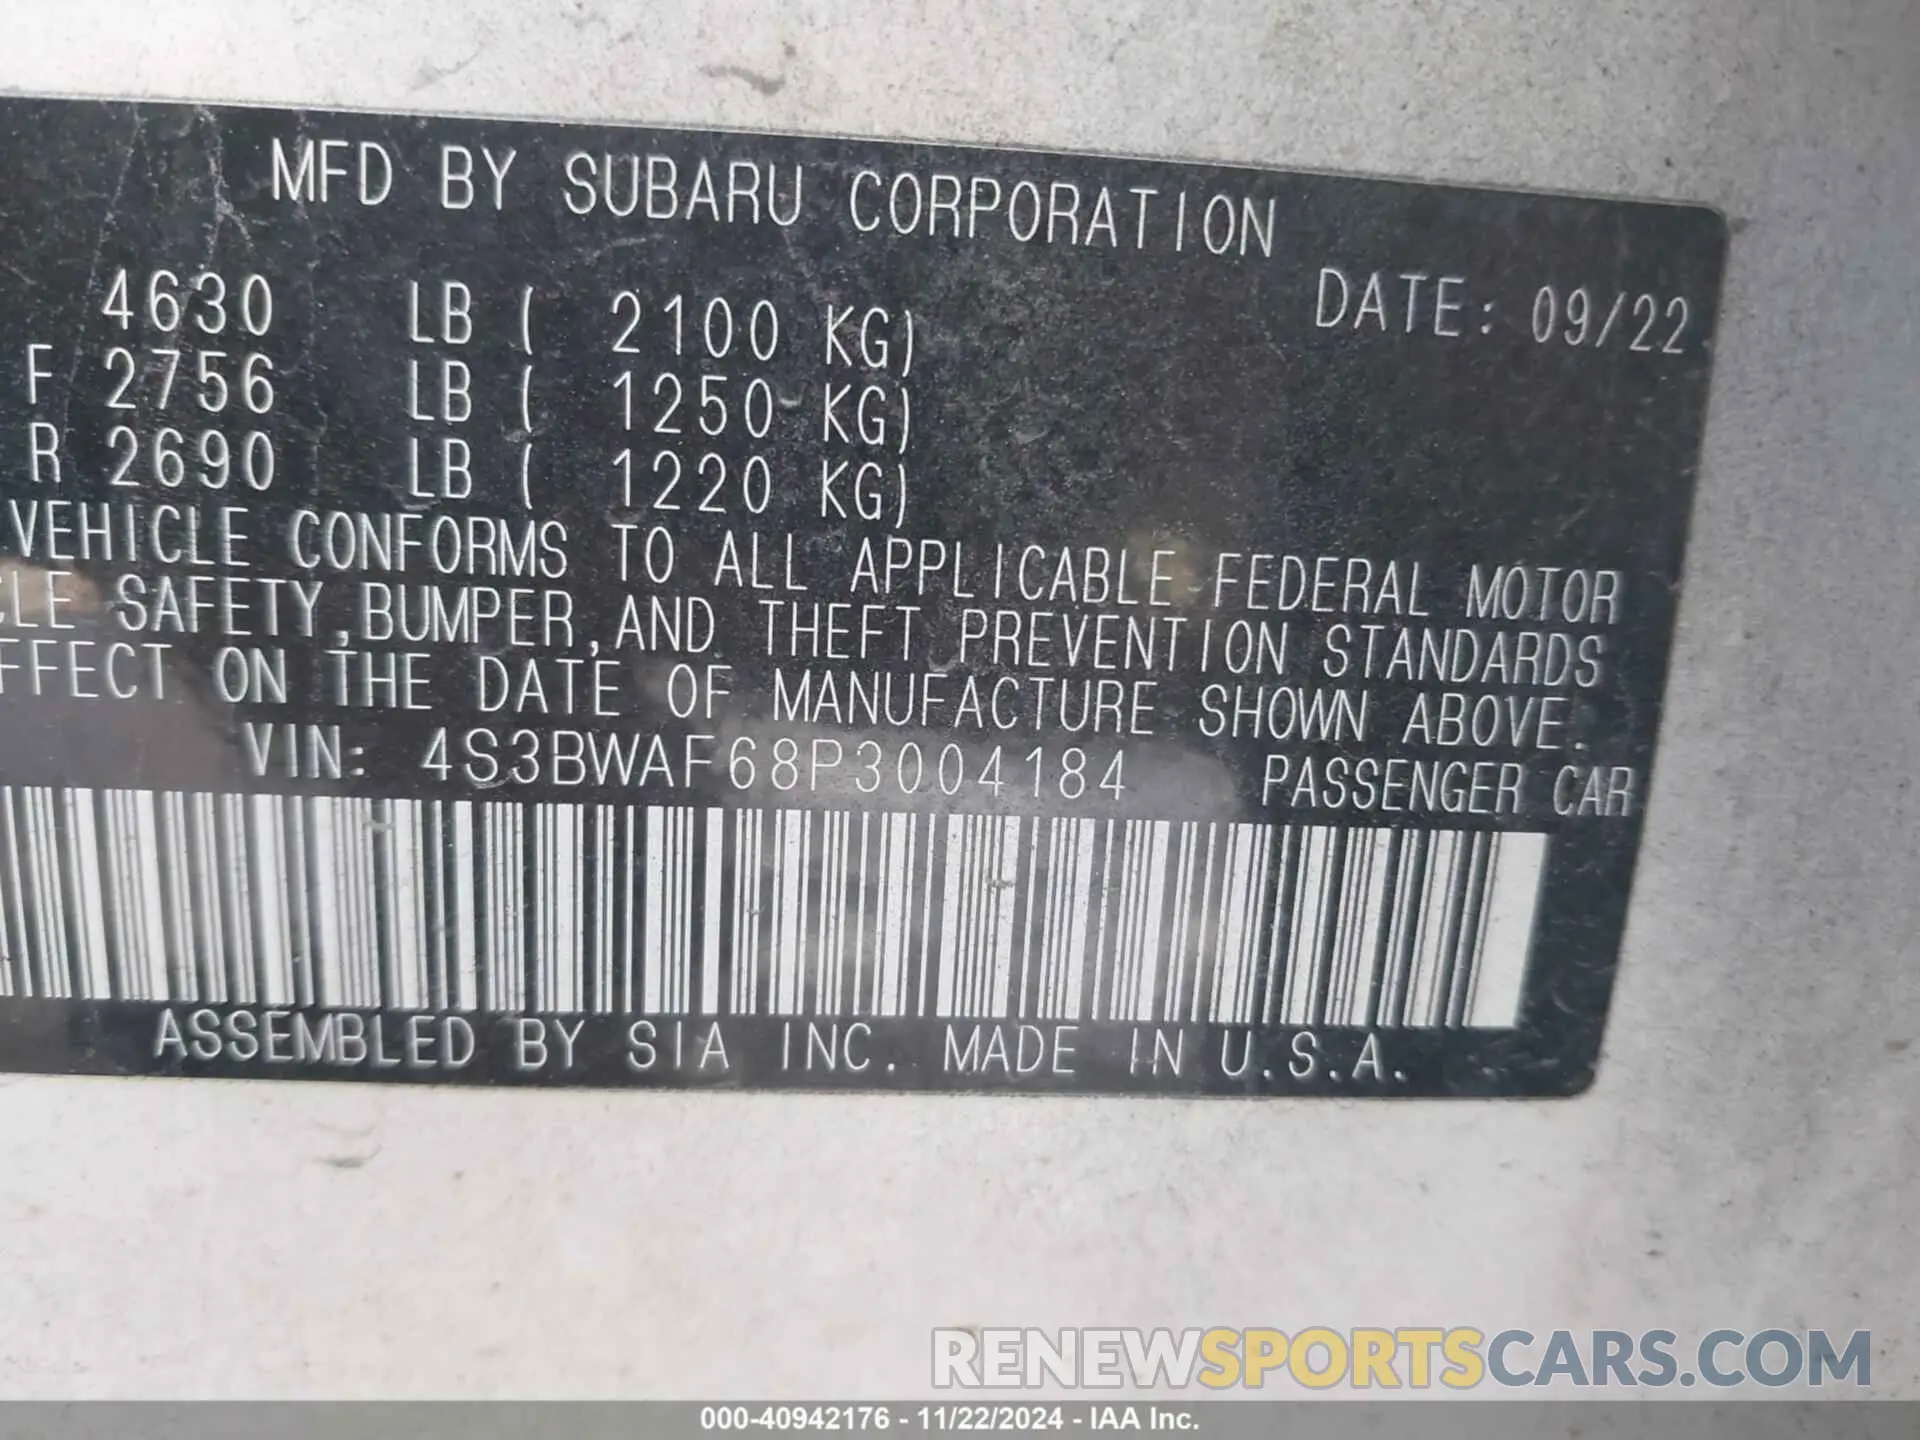 MFD BY SUBARU CORPORATION
DATE: 09/22
4630 LB ( 2100 KG)
F 2756 LB ( 1250 KG)
R 2690 LB ( 1220 KG)
VEHICLE CONFORMS TO ALL APPLICABLE FEDERAL MOTOR
CLE SAFETY,BUMPER,AND THEFT PREVENTION STANDARDS
FFECT ON THE DATE OF MANUFACTURE SHOWN ABOVE.
VIN: 4S3BWAF68P3004184 PASSENGER CAR
ASSEMBLED BY SIA INC. MADE IN U.S.A.
RENEWSPORTSCARS.COM
000-40942176 - 11/22/2024 - IAA Inc.